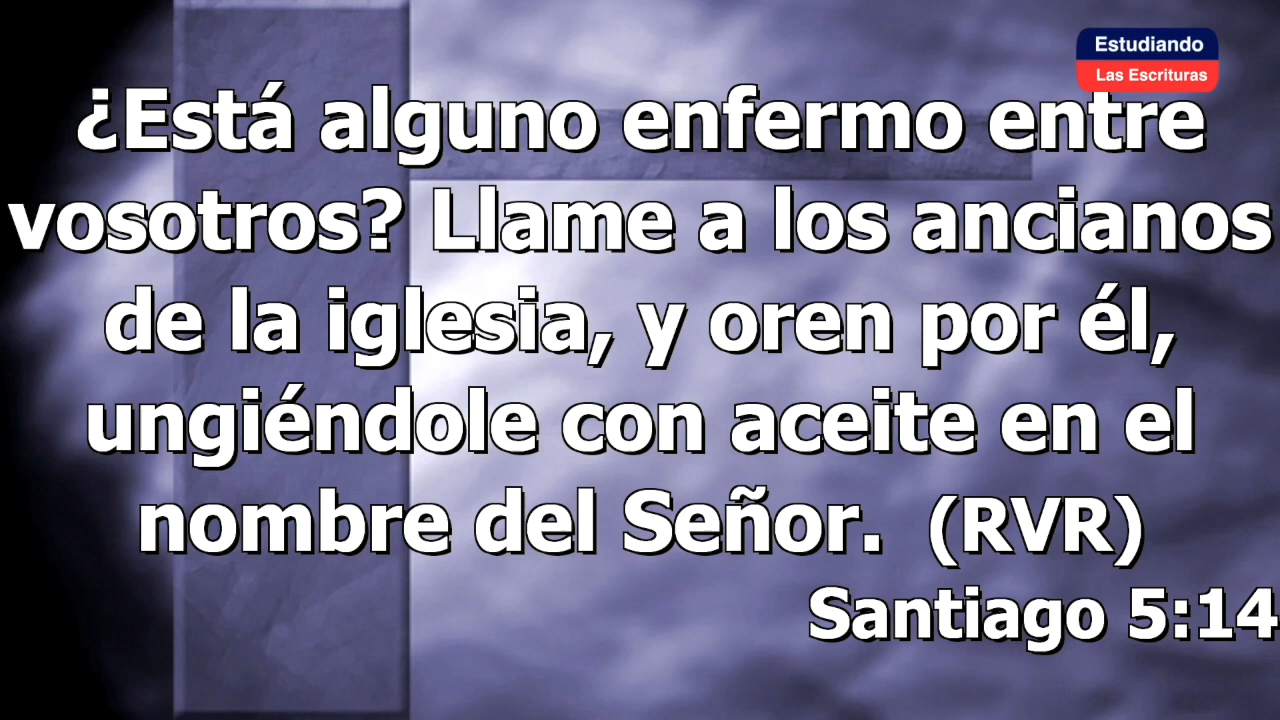 Estudiando
Las Escrituras
¿Está alguno enfermo entre
vosotros? Llame a los ancianos
de la iglesia, y oren por él,
ungiéndole con aceite en el
nombre del Señor. (RVR)
Santiago 5:14